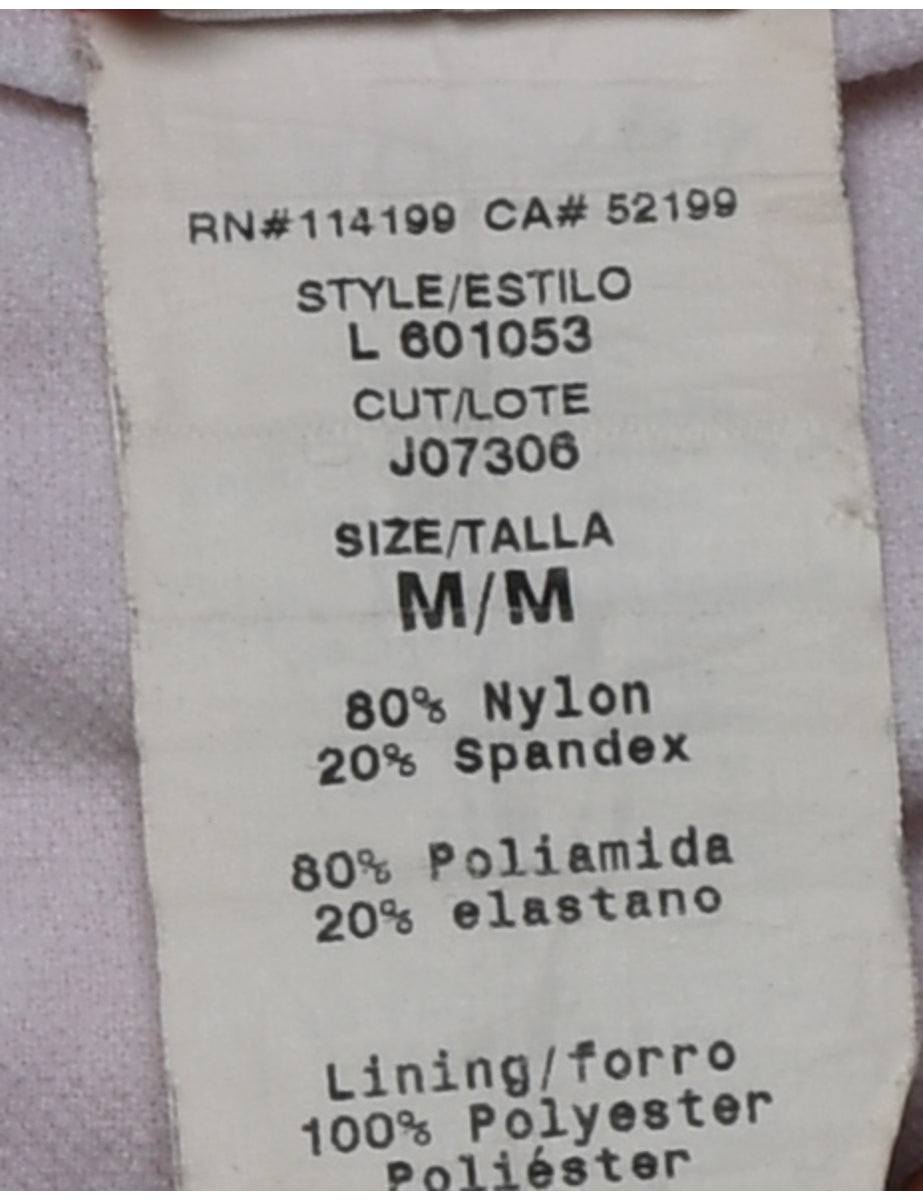 RN#114199 CA# 52199
STYLE/ESTILO
L 601053
CUT/LOTE
J07306
SIZE/TALLA
M/M
80% Nylon
20% Spandex
80% Poliamida
20% elastano
Lining/forro
100% Polyester
Poliéster